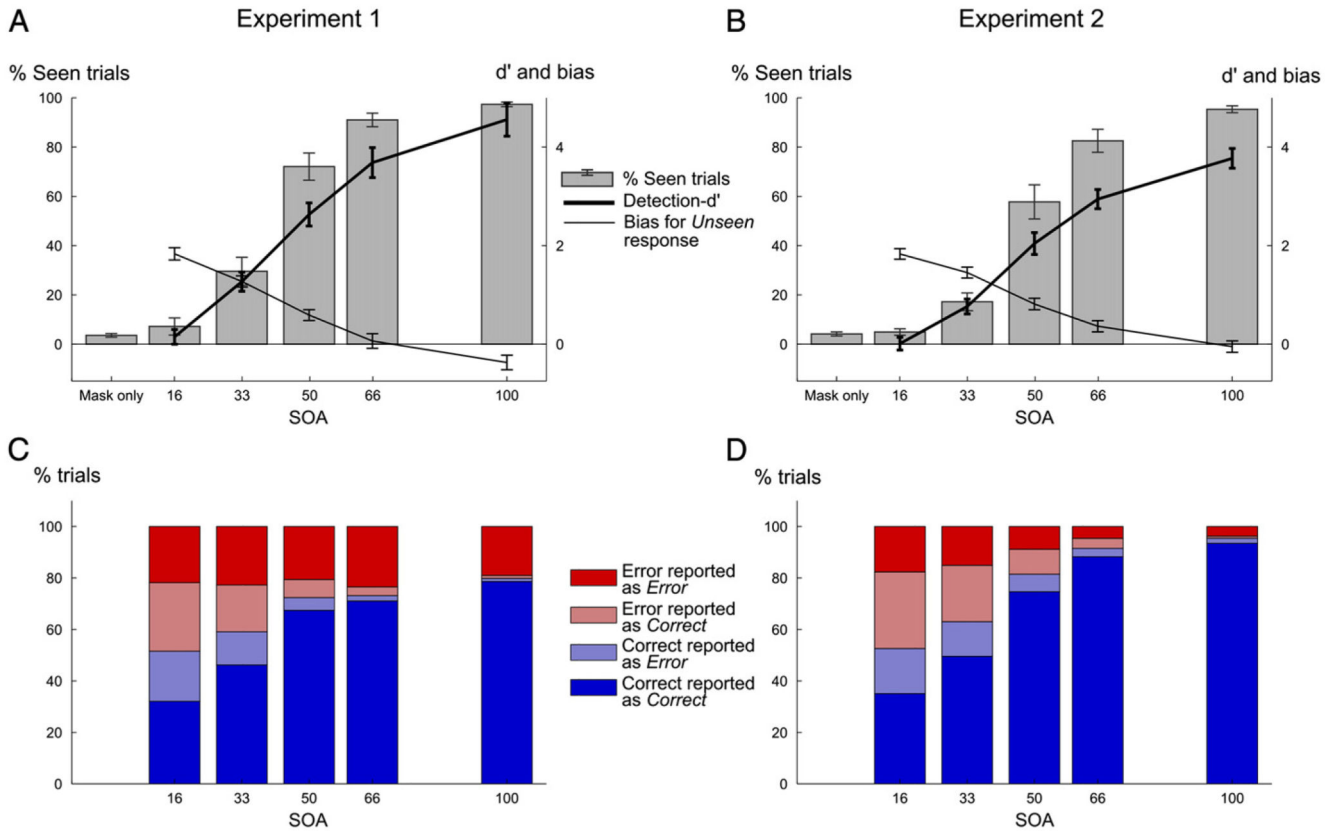 A
Experiment 1
% Seen trials
d' and bias
100
80
60
40
20
0
4
2
0
Mask only 16 33 50 66 100
SOA
% Seen trials
Detection-d'
Bias for Unseen
response
B
Experiment 2
% Seen trials
d' and bias
100
80
60
40
20
0
4
2
0
Mask only 16 33 50 66 100
SOA
C
% trials
100
80
60
40
20
0
16 33 50 66 100
SOA
Error reported
as Error
Error reported
as Correct
Correct reported
as Error
Correct reported
as Correct
D
% trials
100
80
60
40
20
0
16 33 50 66 100
SOA